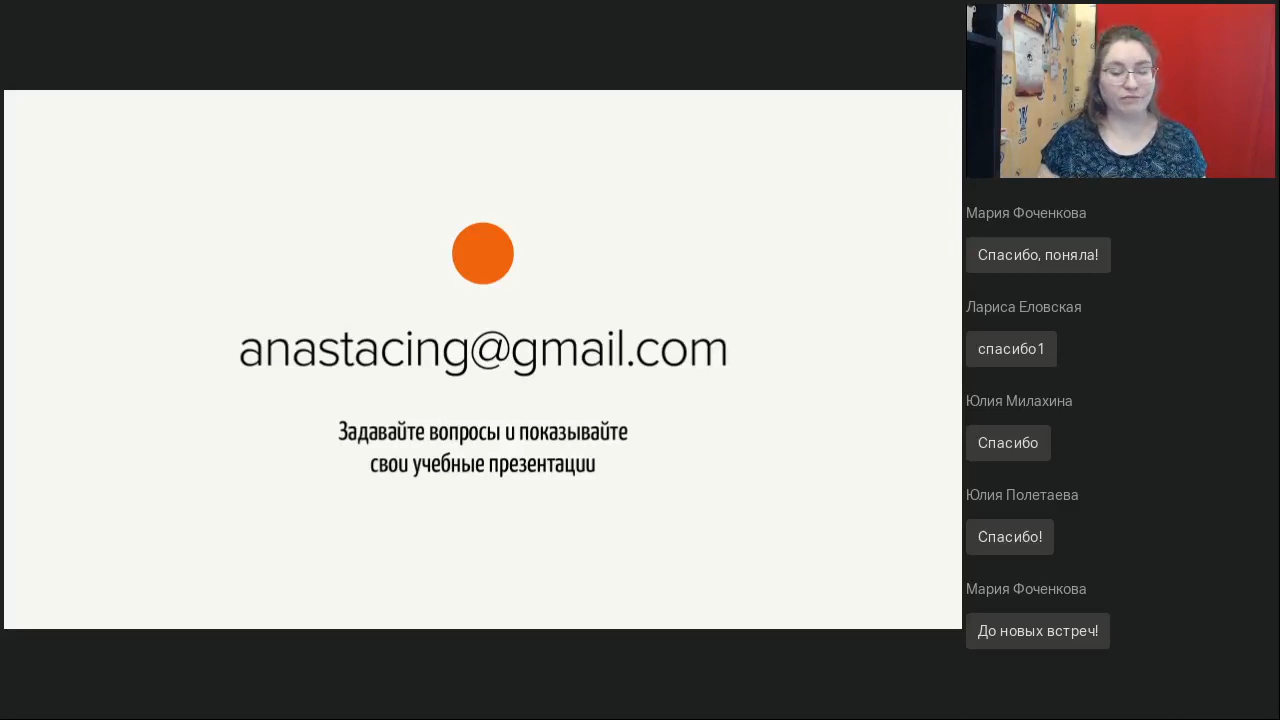 anastacing@gmail.com
Задавайте вопросы и показывайте
свои учебные презентации
Мария Фоченкова
Спасибо, поняла!
Лариса Еловская
спасибо1
Юлия Милахина
Спасибо
Юлия Полетаева
Спасибо!
Мария Фоченкова
До новых встреч!